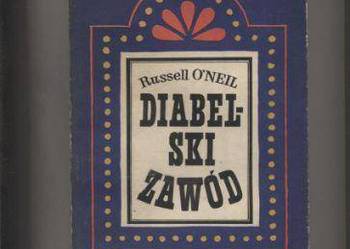 Russell O'NEIL
DIABEL-
SKI
ZAWÓD